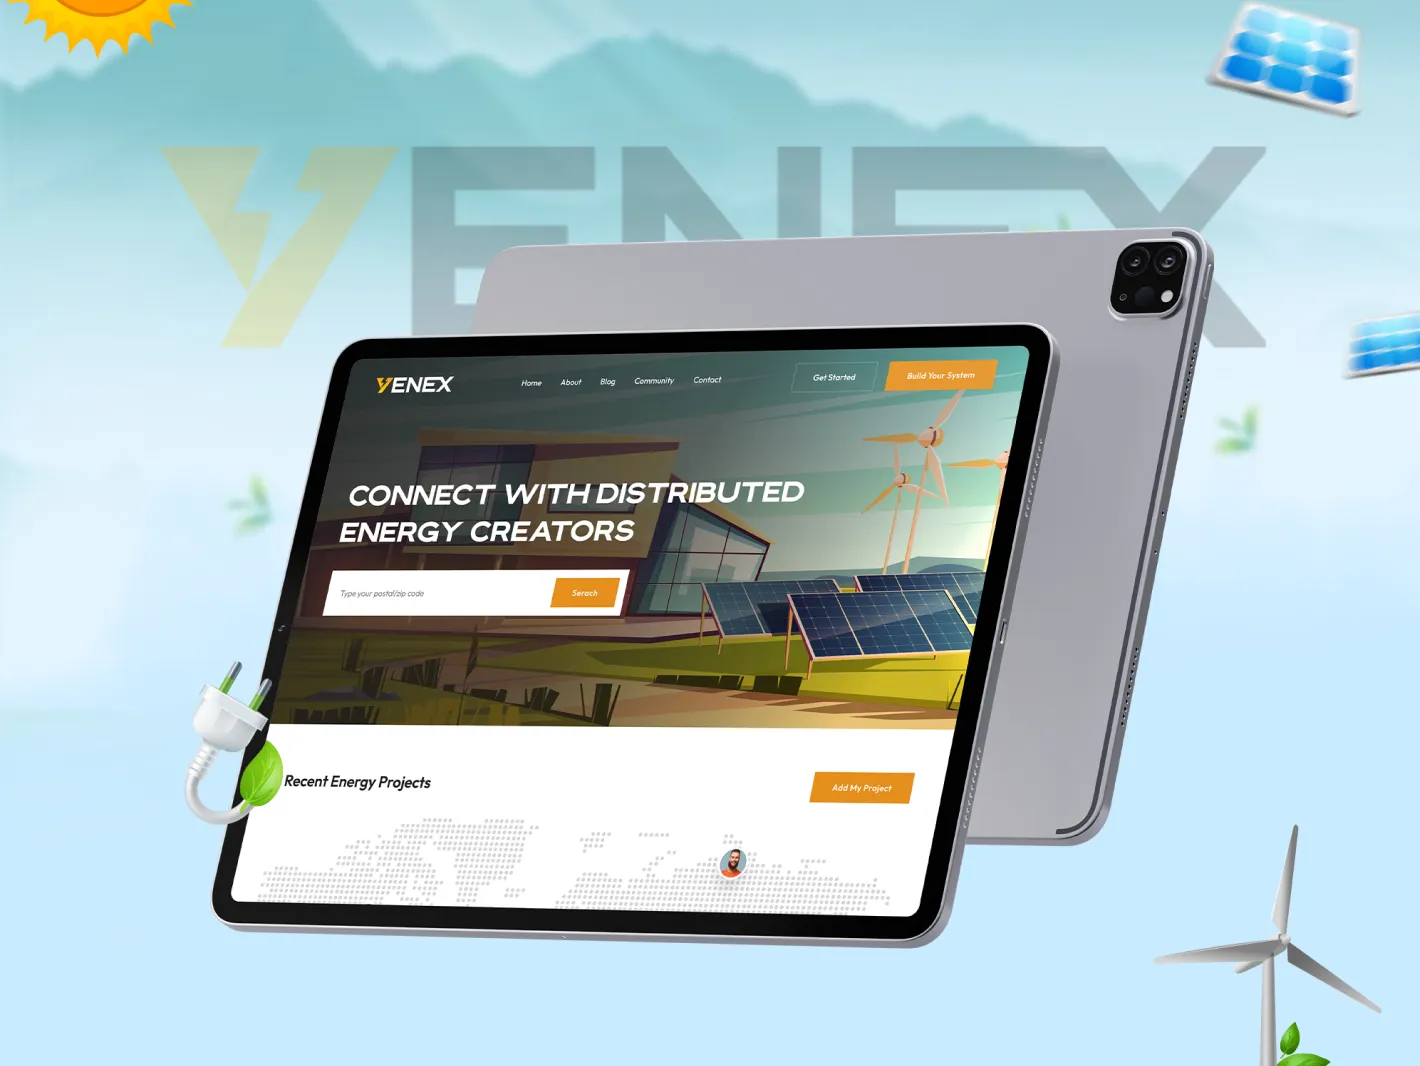 YENEX
YENEX
Home About Blog Community Contact Get Started Build Your System
CONNECT WITH DISTRIBUTED
ENERGY CREATORS
Type your postal/zip code Serach
Recent Energy Projects Add My Project